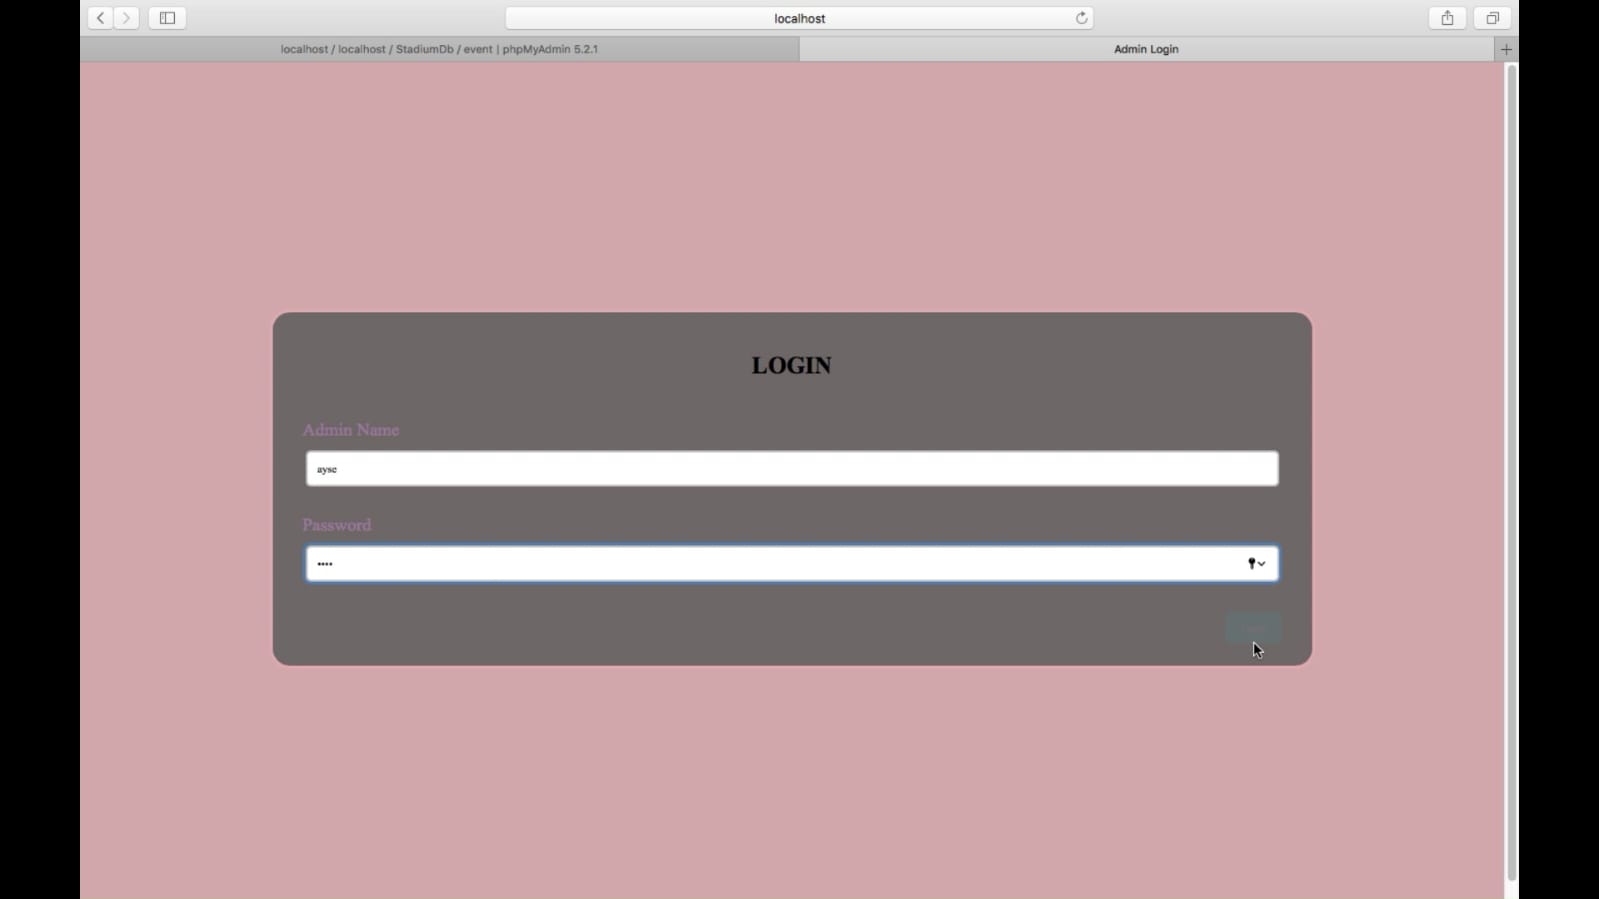 localhost
localhost / localhost / StadiumDb / event | phpMyAdmin 5.2.1
Admin Login
LOGIN
Admin Name
ayse
Password
••••